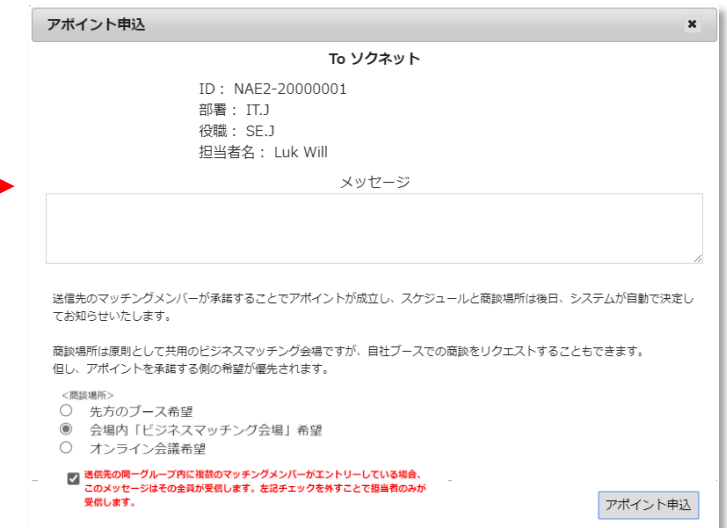 アポイント申込
To ソクネット
ID： NAE2-20000001
部署： IT.J
役職： SE.J
担当者名： Luk Will
メッセージ
送信先のマッチングメンバーが承諾することでアポイントが成立し、スケジュールと商談場所は後日、システムが自動で決定し
てお知らせいたします。
商談場所は原則として共用のビジネスマッチング会場ですが、自社ブースでの商談をリクエストすることもできます。
但し、アポイントを承諾する側の希望が優先されます。
<商談場所>
先方のブース希望
会場内「ビジネスマッチング会場」希望
オンライン会議希望
送信先の同一グループ内に複数のマッチングメンバーがエントリーしている場合、
このメッセージはその全員が受信します。左記チェックを外すことで担当者のみが
受信します。
アポイント申込